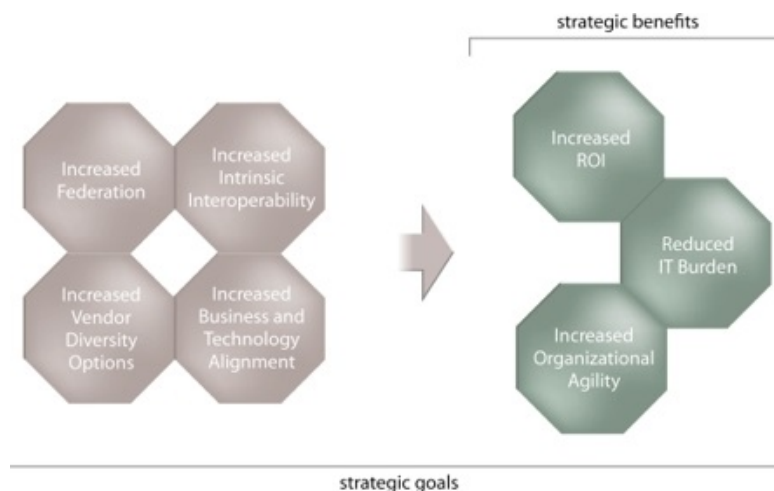 strategic benefits
Increased
Federation
Increased
Intrinsic
Interoperability
Increased
Vendor
Diversity
Options
Increased
Business and
Technology
Alignment
Increased
ROI
Reduced
IT Burden
Increased
Organizational
Agility
strategic goals